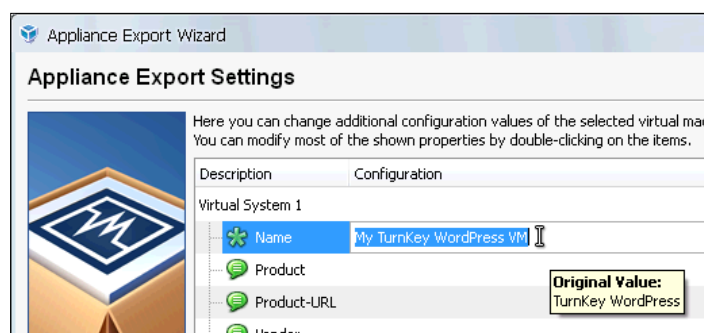 Appliance Export Wizard
Appliance Export Settings
Here you can change additional configuration values of the selected virtual
You can modify most of the shown properties by double-clicking on the items.
Description Configuration
Virtual System 1
Name My TurnKey WordPress VM
Product
Original Value:
TurnKey WordPress
Product-URL